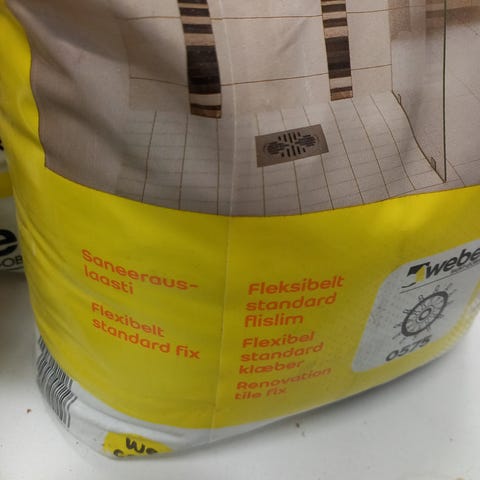 Saneeraus-
laasti
Flexibelt
standard fix
Fleksibelt
standard
flislim
Flexibel
standard
klæber
Renovation
tile fix
weber
0575